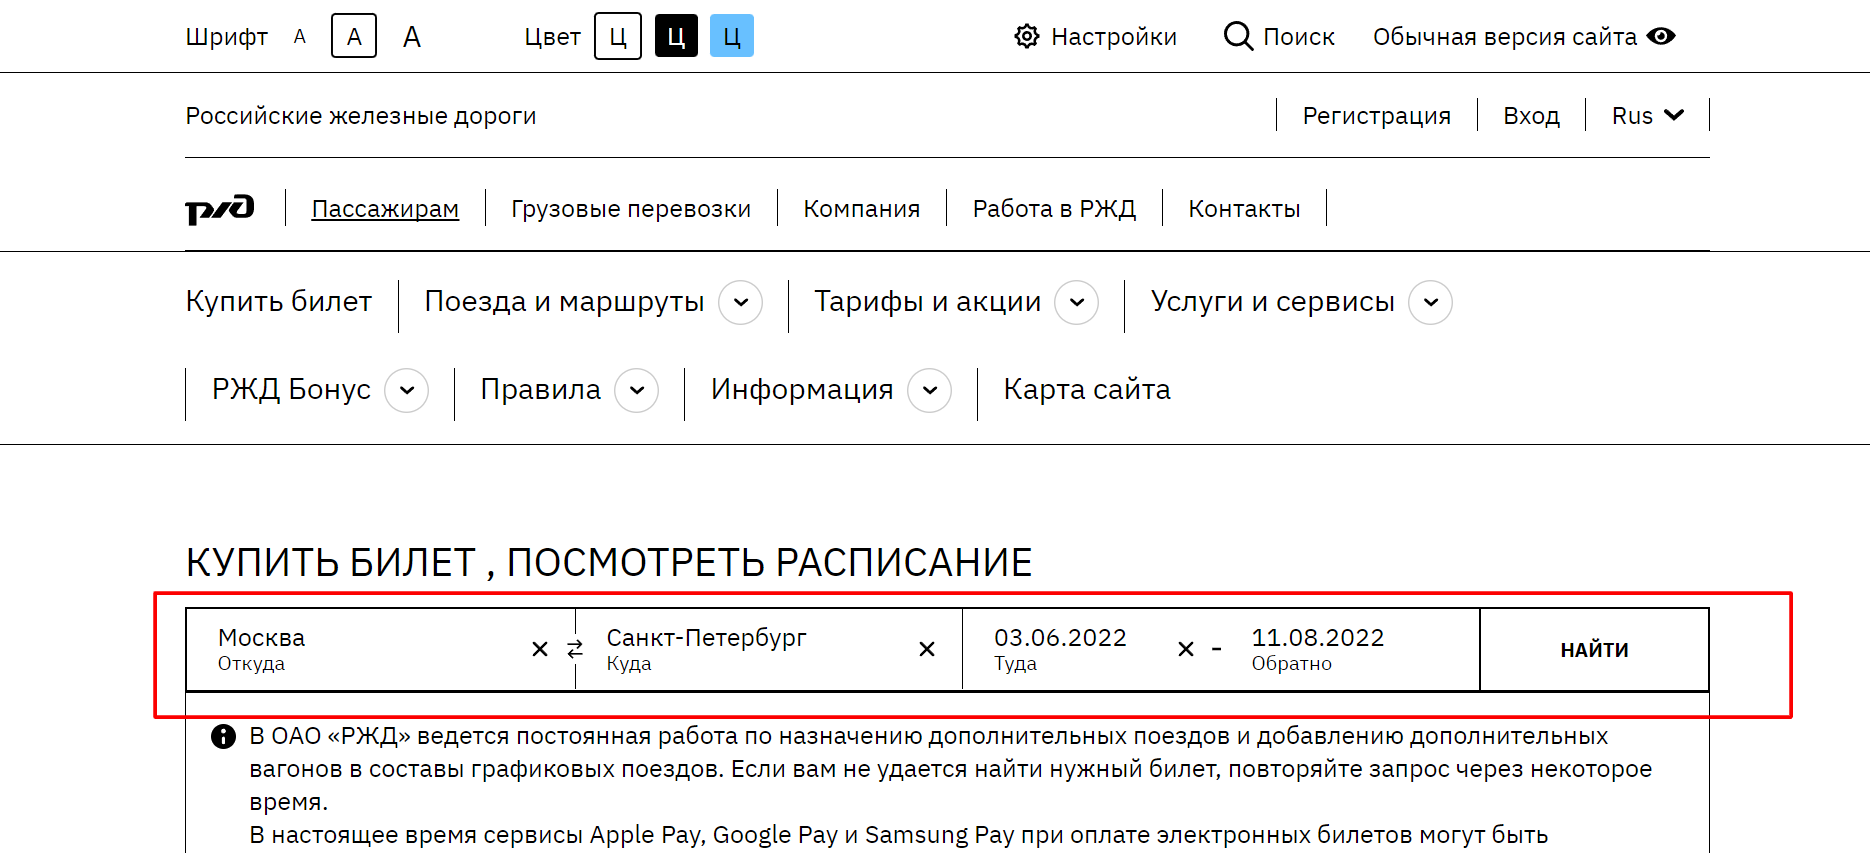 Шрифт А А А Цвет Ц Ц Ц Настройки Поиск Обычная версия сайта
Российские железные дороги Регистрация Вход Rus
ржд Пассажирам Грузовые перевозки Компания Работа в РЖД Контакты
Купить билет Поезда и маршруты Тарифы и акции Услуги и сервисы
РЖД Бонус Правила Информация Карта сайта
КУПИТЬ БИЛЕТ , ПОСМОТРЕТЬ РАСПИСАНИЕ
Москва Санкт-Петербург 03.06.2022 - 11.08.2022 НАЙТИ
Откуда Куда Туда Обратно
В ОАО «РЖД» ведется постоянная работа по назначению дополнительных поездов и добавлению дополнительных
вагонов в составы графиковых поездов. Если вам не удается найти нужный билет, повторяйте запрос через некоторое
время.
В настоящее время сервисы Apple Pay, Google Pay и Samsung Pay при оплате электронных билетов могут быть